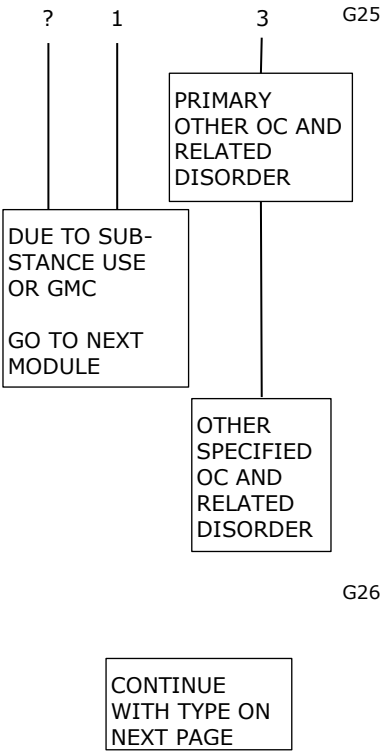 ? 1 3 G25
PRIMARY
OTHER OC AND
RELATED
DISORDER
DUE TO SUB-
STANCE USE
OR GMC
GO TO NEXT
MODULE
OTHER
SPECIFIED
OC AND
RELATED
DISORDER
G26
CONTINUE
WITH TYPE ON
NEXT PAGE